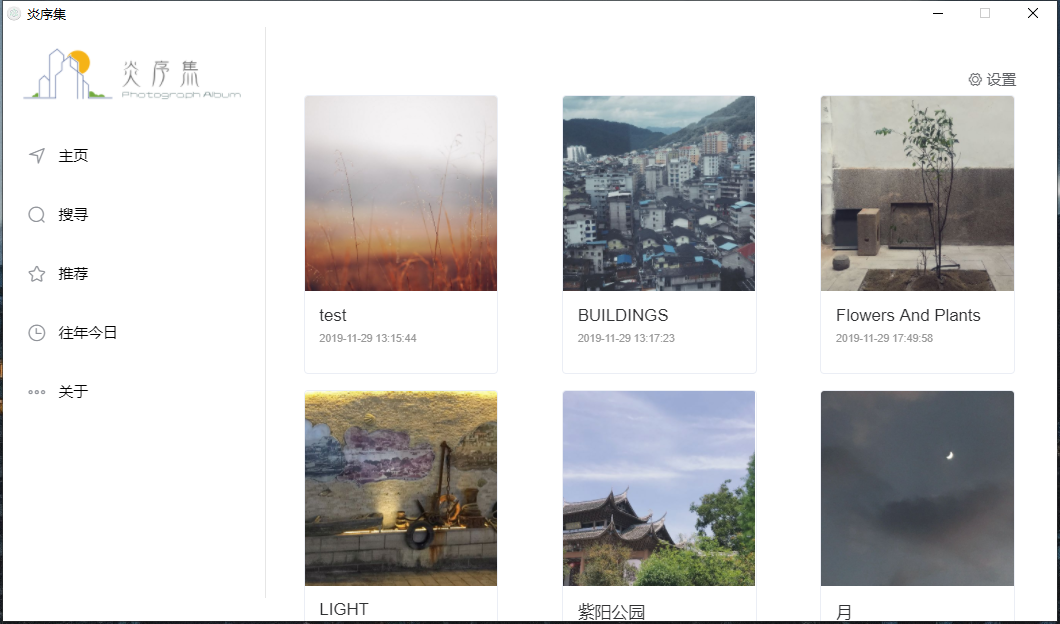 炎序集
炎序集
Photograph Album
设置
主页
搜寻
推荐
往年今日
关于
test
2019-11-29 13:15:44
BUILDINGS
2019-11-29 13:17:23
Flowers And Plants
2019-11-29 17:49:58
LIGHT
紫阳公园
月